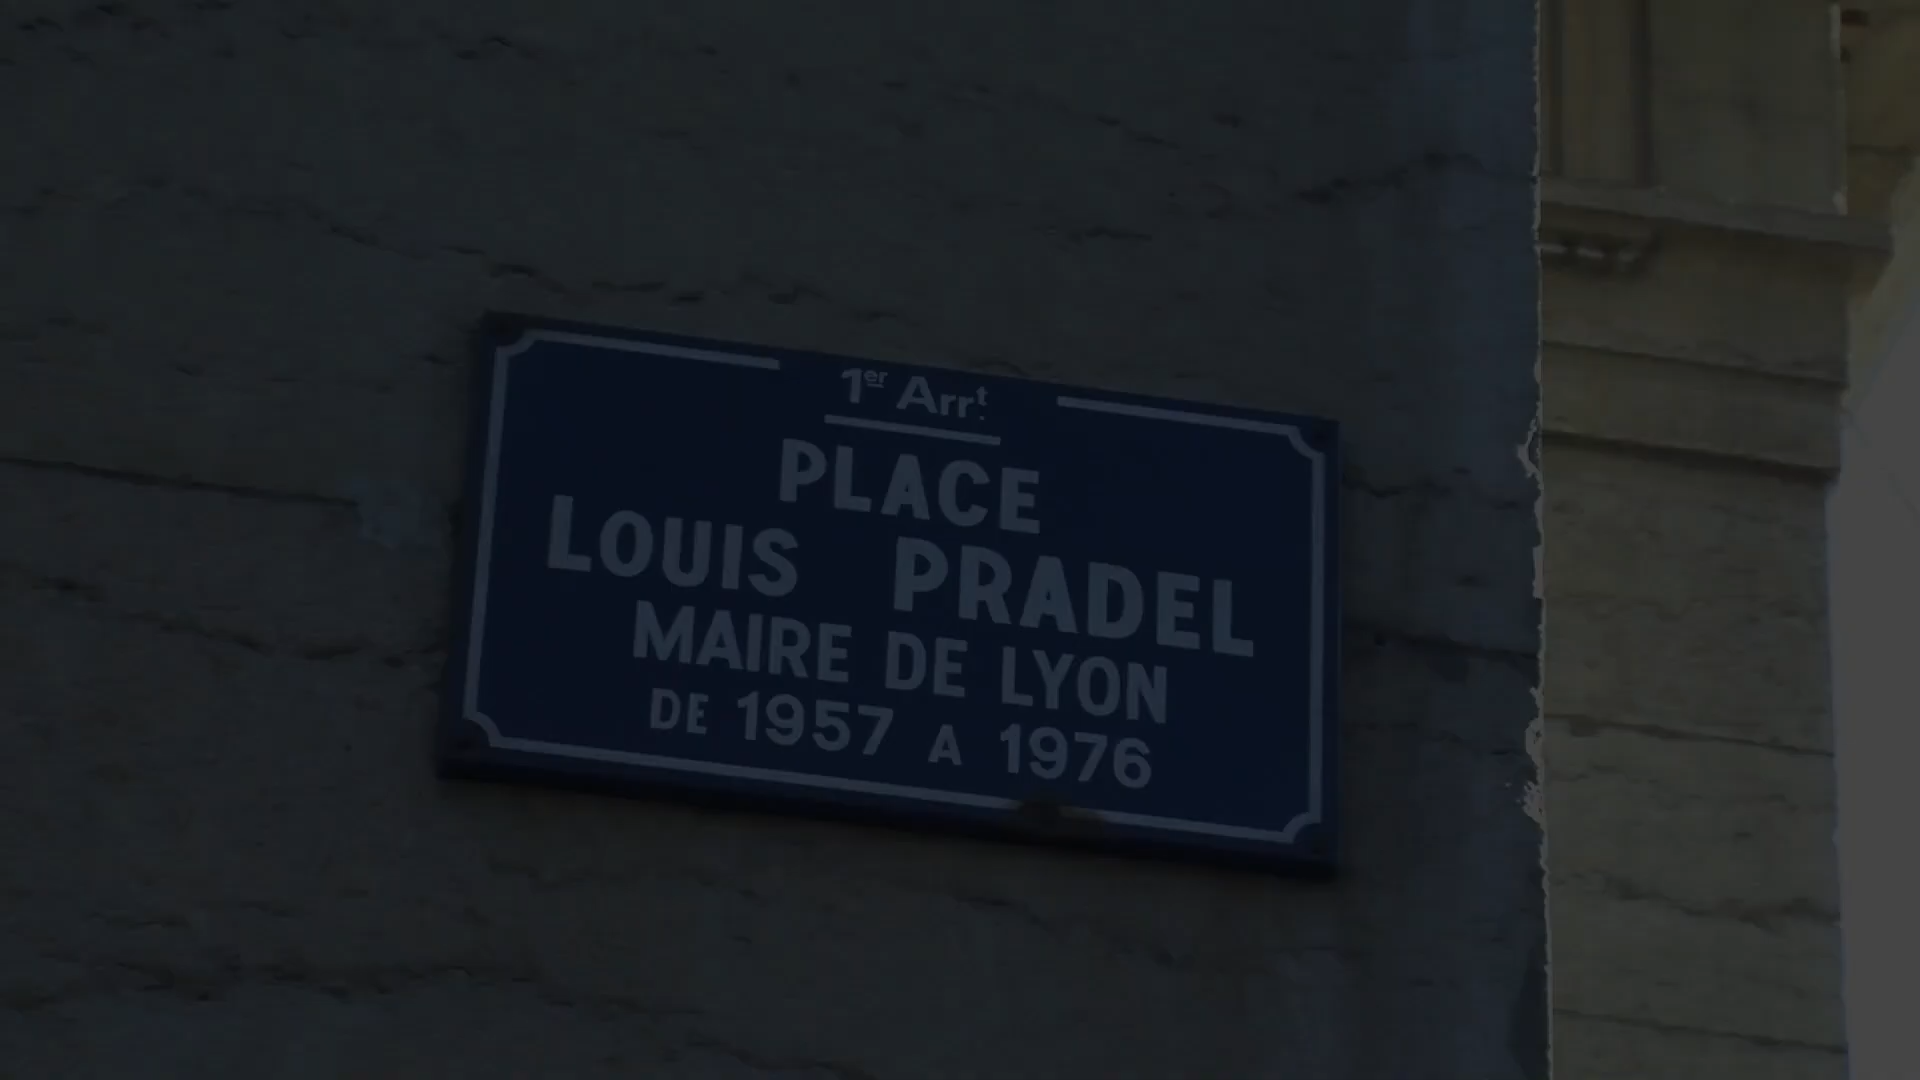 1er Arrt.
PLACE
LOUIS PRADEL
MAIRE DE LYON
DE 1957 A 1976